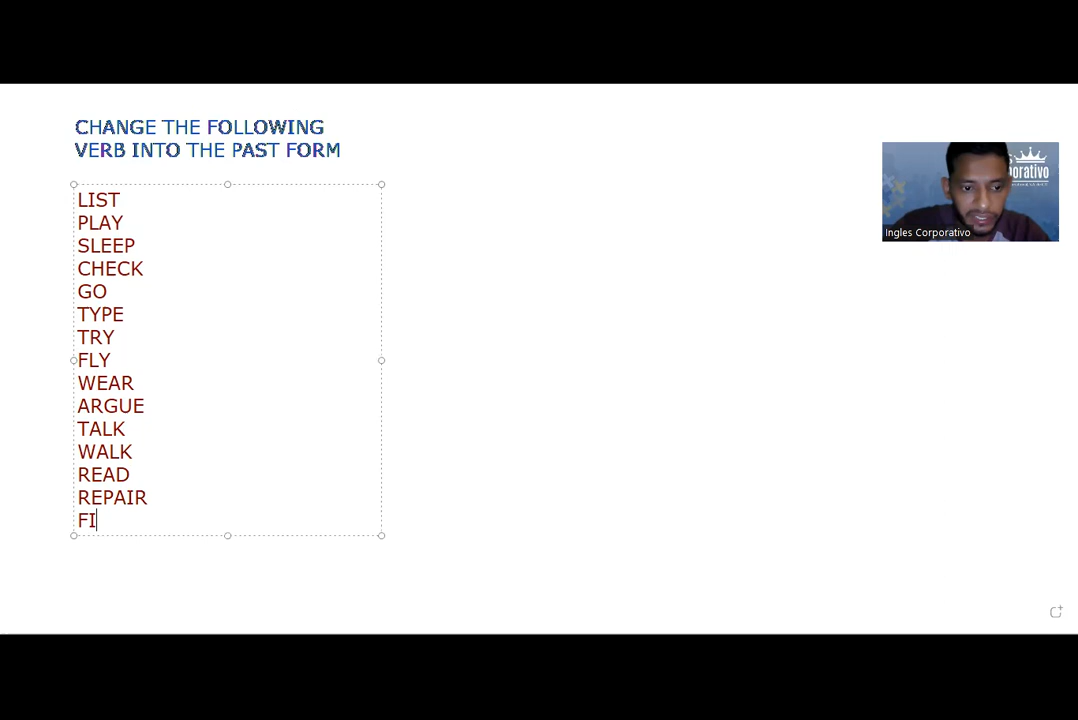 CHANGE THE FOLLOWING
VERB INTO THE PAST FORM
LIST
PLAY
SLEEP
CHECK
GO
TYPE
TRY
FLY
WEAR
ARGUE
TALK
WALK
READ
REPAIR
FI
orativo
Ingles Corporativo